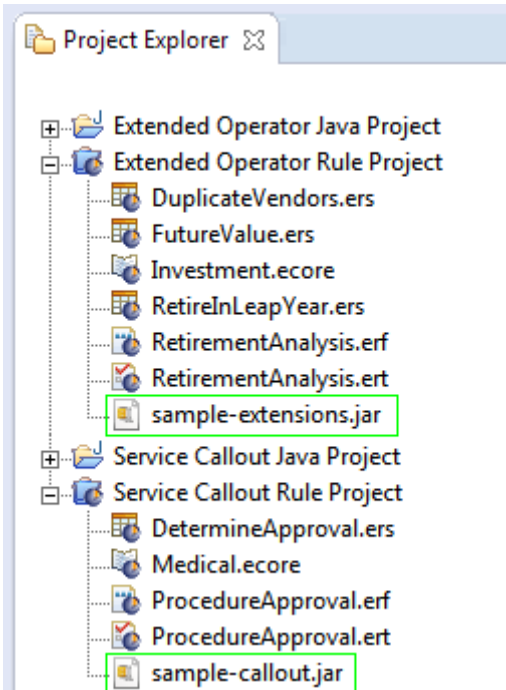 Project Explorer
Extended Operator Java Project
Extended Operator Rule Project
DuplicateVendors.ers
FutureValue.ers
Investment.ecore
RetireInLeapYear.ers
RetirementAnalysis.erf
RetirementAnalysis.ert
sample-extensions.jar
Service Callout Java Project
Service Callout Rule Project
DetermineApproval.ers
Medical.ecore
ProcedureApproval.erf
ProcedureApproval.ert
sample-callout.jar